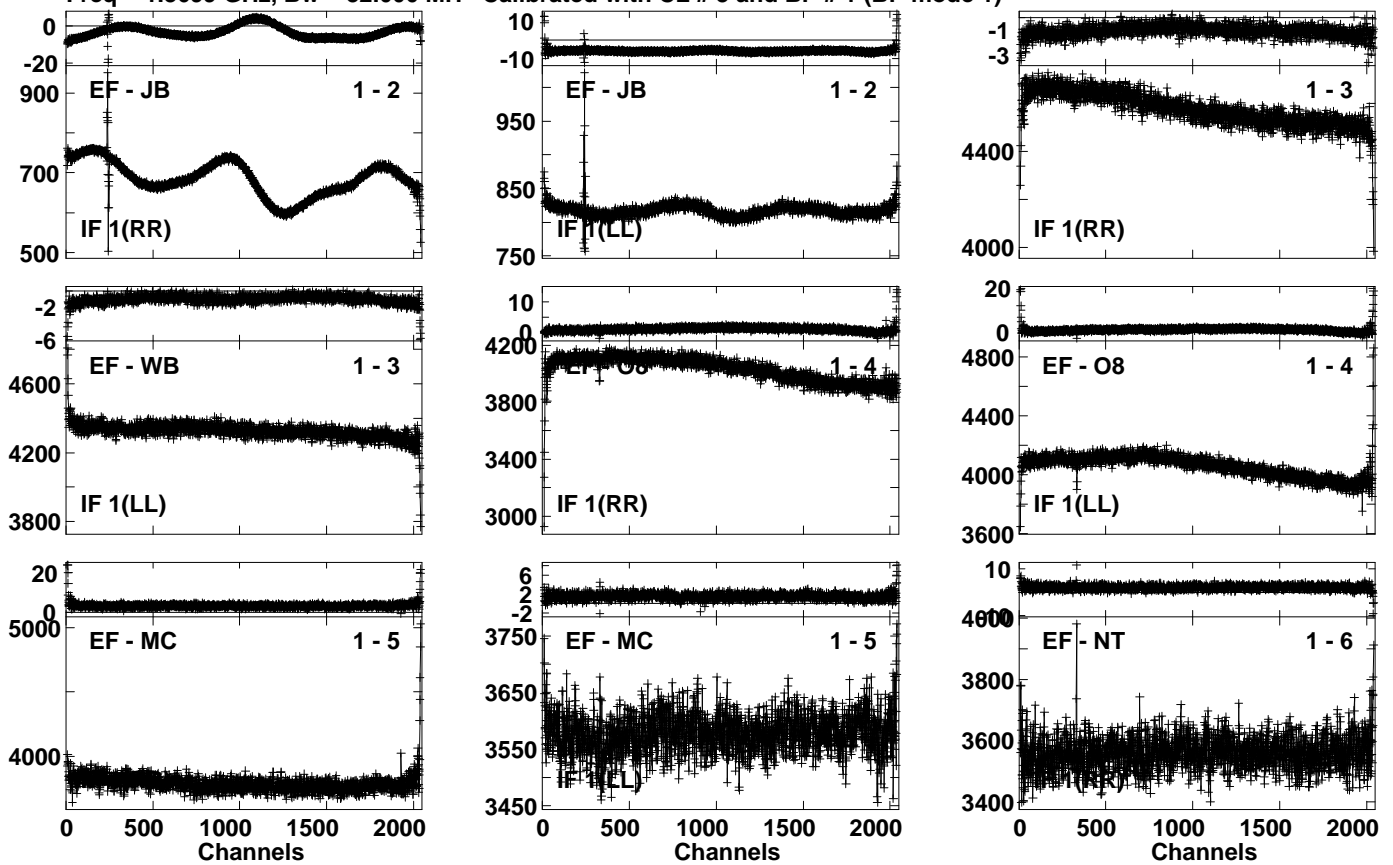 Calibrated with CL # and
0
-20
EF - JB 1 - 2
900
700
500
IF 1(RR)
10
-10
EF - JB 1 - 2
950
850
750
IF 1(LL)
-1
-3
1 - 3
4400
4000
IF 1(RR)
-2
-6
EF - WB 1 - 3
4600
4200
3800
IF 1(LL)
10
0
4200
EF - O8 1 - 4
3800
3400
3000
IF 1(RR)
20
0
EF - O8 1 - 4
4800
4400
4000
3600
IF 1(LL)
20
0
5000
EF - MC 1 - 5
4000
0 500 1000 1500 2000
Channels
6
2
-2
EF - MC 1 - 5
3750
3650
3550
3450
IF 1(LL)
0 500 1000 1500 2000
Channels
10
-10
EF - NT 1 - 6
3800
3600
3400
1(RR)
0 500 1000 1500 2000
Channels